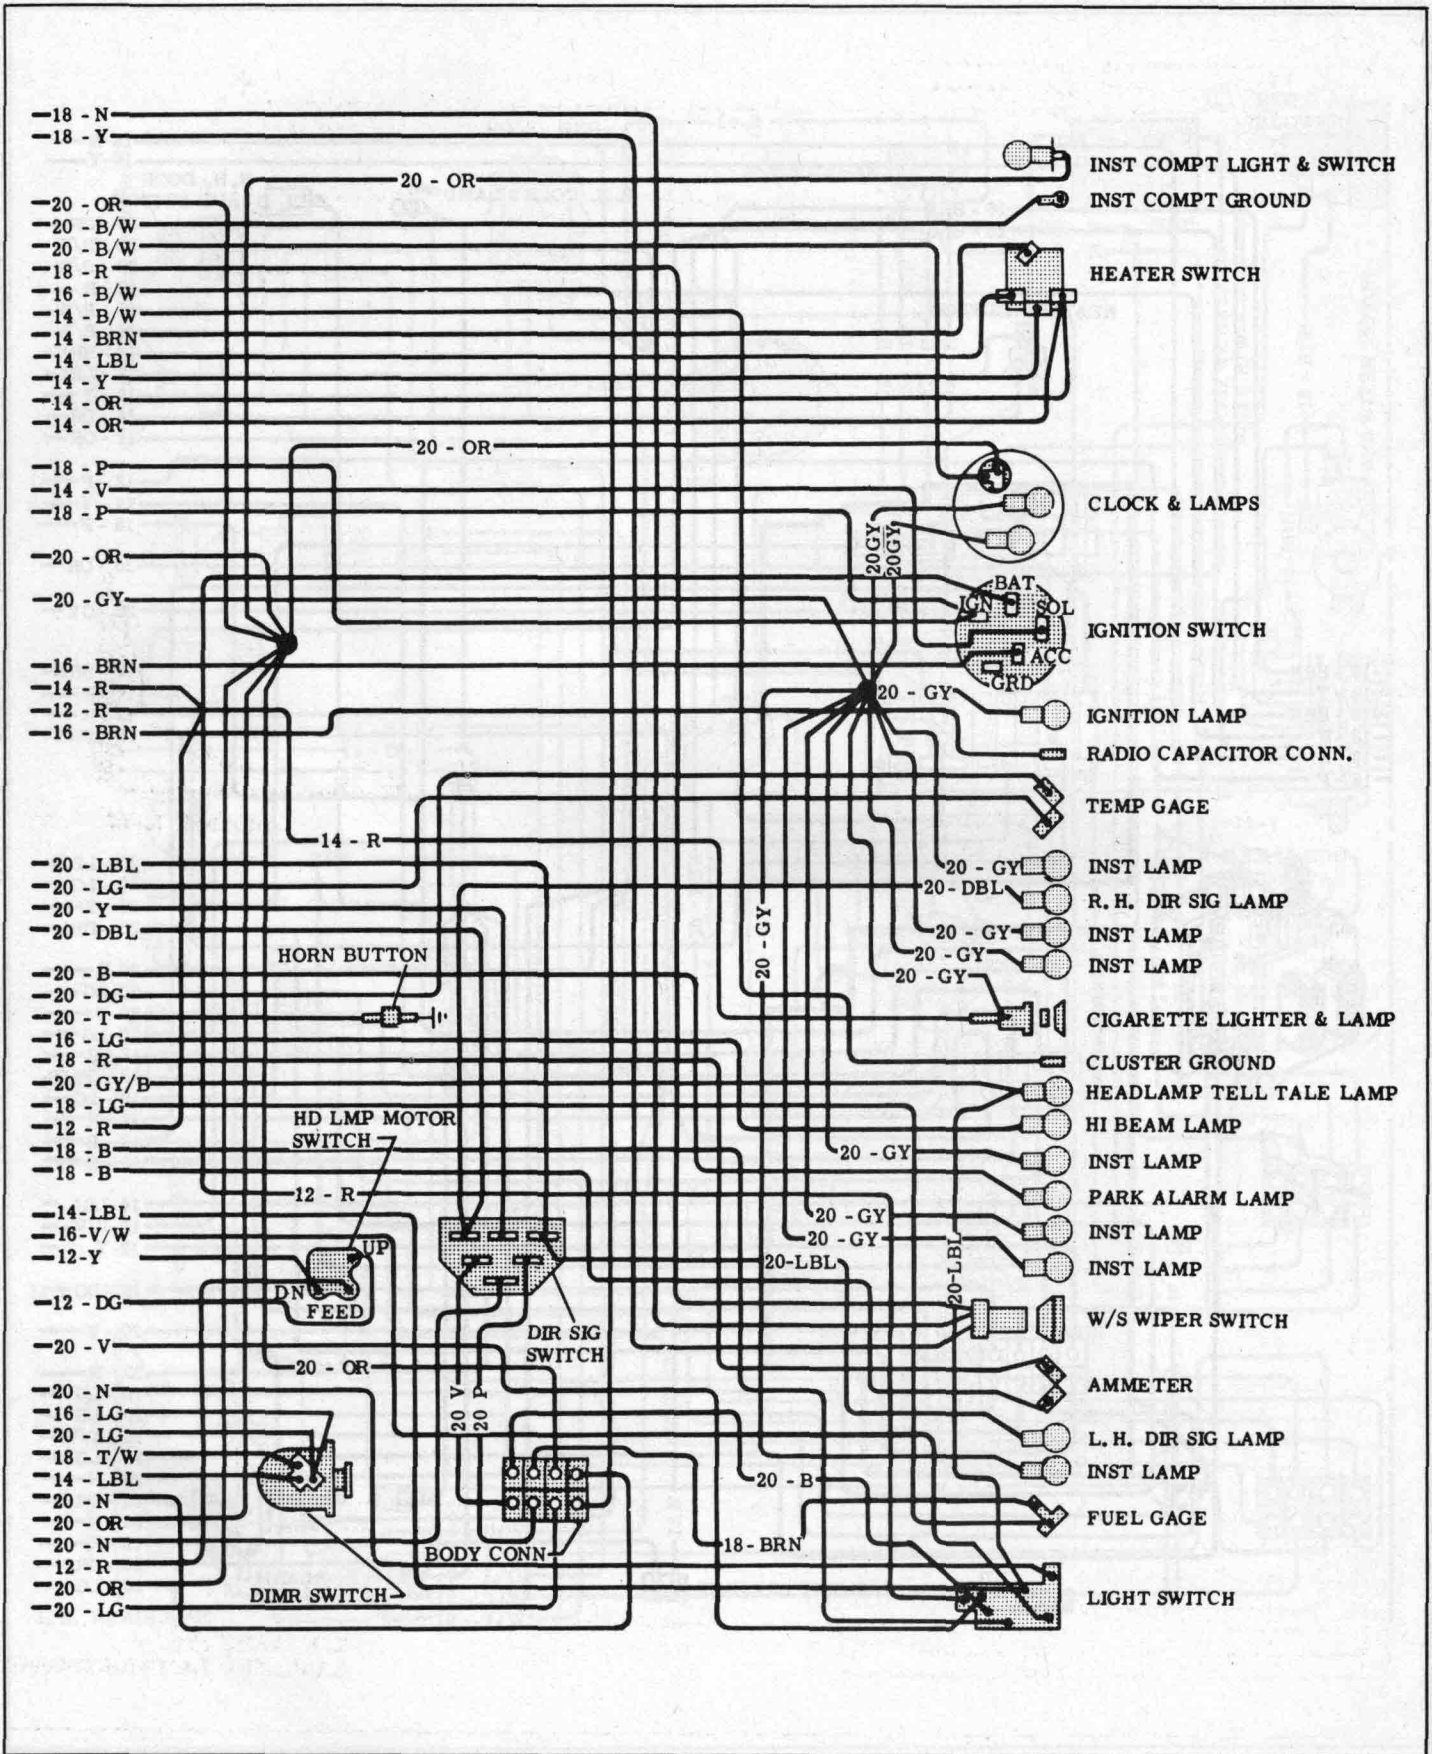 18 - N
18 - Y
INST COMPT LIGHT & SWITCH
20 - OR
20 - OR
INST COMPT GROUND
20 - B/W
20 - B/W
18 - R
HEATER SWITCH
16 - B/W
14 - B/W
14 - BRN
14 - LBL
14 - Y
14 - OR
14 - OR
20 - OR
18 - P
14 - V
CLOCK & LAMPS
18 - P
20GY
20GY
20 - OR
BAT
20 - GY
IGN
SOL
IGNITION SWITCH
16 - BRN
ACC
GRD
14 - R
20 - GY
12 - R
IGNITION LAMP
16 - BRN
RADIO CAPACITOR CONN.
TEMP GAGE
14 - R
20 - LBL
20 - GY
INST LAMP
20 - LG
20-DBL
R. H. DIR SIG LAMP
20 - Y
20 - DBL
20 - GY
20 - GY
INST LAMP
HORN BUTTON
20 - GY
INST LAMP
20 - B
20 - GY
20 - DG
20 - T
CIGARETTE LIGHTER & LAMP
16 - LG
18 - R
CLUSTER GROUND
20 - GY/B
HEADLAMP TELL TALE LAMP
18 - LG
HD LMP MOTOR
SWITCH
12 - R
HI BEAM LAMP
18 - B
20 - GY
INST LAMP
18 - B
12 - R
PARK ALARM LAMP
14-LBL
20 - GY
16-V/W
INST LAMP
20 - GY
12-Y
UP
20-LBL
20-LBL
INST LAMP
DN
FEED
12 - DG
W/S WIPER SWITCH
DIR SIG
SWITCH
20 - V
20 - OR
20 - N
20 V
20 P
AMMETER
16 - LG
20 - LG
L. H. DIR SIG LAMP
18 - T/W
14 - LBL
20 - B
INST LAMP
20 - N
20 - OR
FUEL GAGE
20 - N
BODY CONN
18- BRN
12 - R
20 - OR
DIMR SWITCH
LIGHT SWITCH
20 - LG